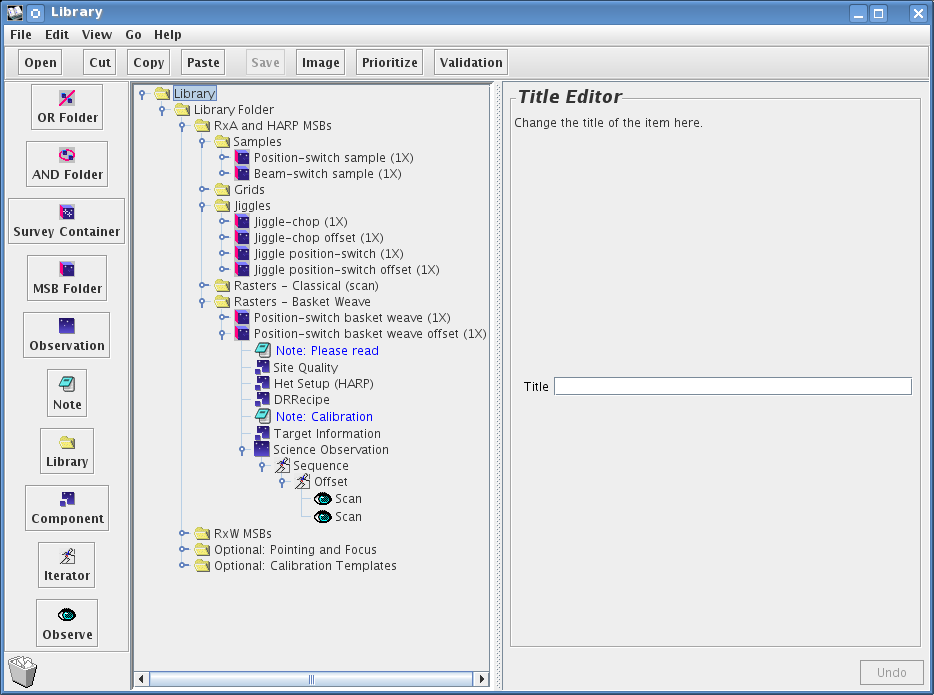 Library
File Edit View Go Help
Open Cut Copy Paste Save Image Prioritize Validation
OR Folder
AND Folder
Survey Container
MSB Folder
Observation
Note
Library
Component
Iterator
Observe
Library
Library Folder
RxA and HARP MSBs
Samples
Position-switch sample (1X)
Beam-switch sample (1X)
Grids
Jiggles
Jiggle-chop (1X)
Jiggle-chop offset (1X)
Jiggle position-switch (1X)
Jiggle position-switch offset (1X)
Rasters - Classical (scan)
Rasters - Basket Weave
Position-switch basket weave (1X)
Position-switch basket weave offset (1X)
Note: Please read
Site Quality
Het Setup (HARP)
DRRecipe
Note: Calibration
Target Information
Science Observation
Sequence
Offset
Scan
Scan
RxW MSBs
Optional: Pointing and Focus
Optional: Calibration Templates
Title Editor
Change the title of the item here.
Title
Undo